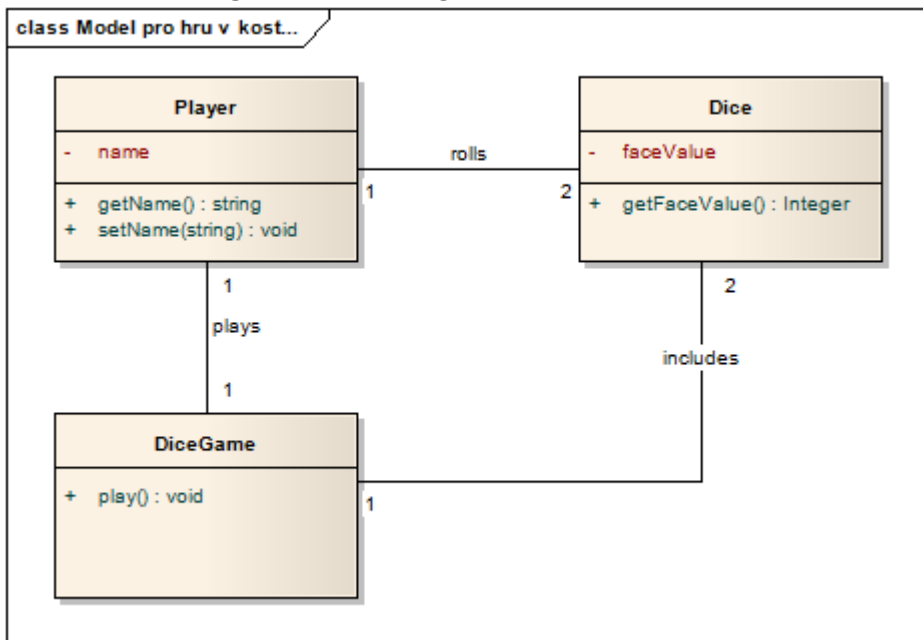 class Model pro hru v kost...
Player
- name
+ getName() : string
+ setName(string) : void
rolls
1
2
Dice
- faceValue
+ getFaceValue() : Integer
1
plays
1
2
includes
DiceGame
+ play() : void
1